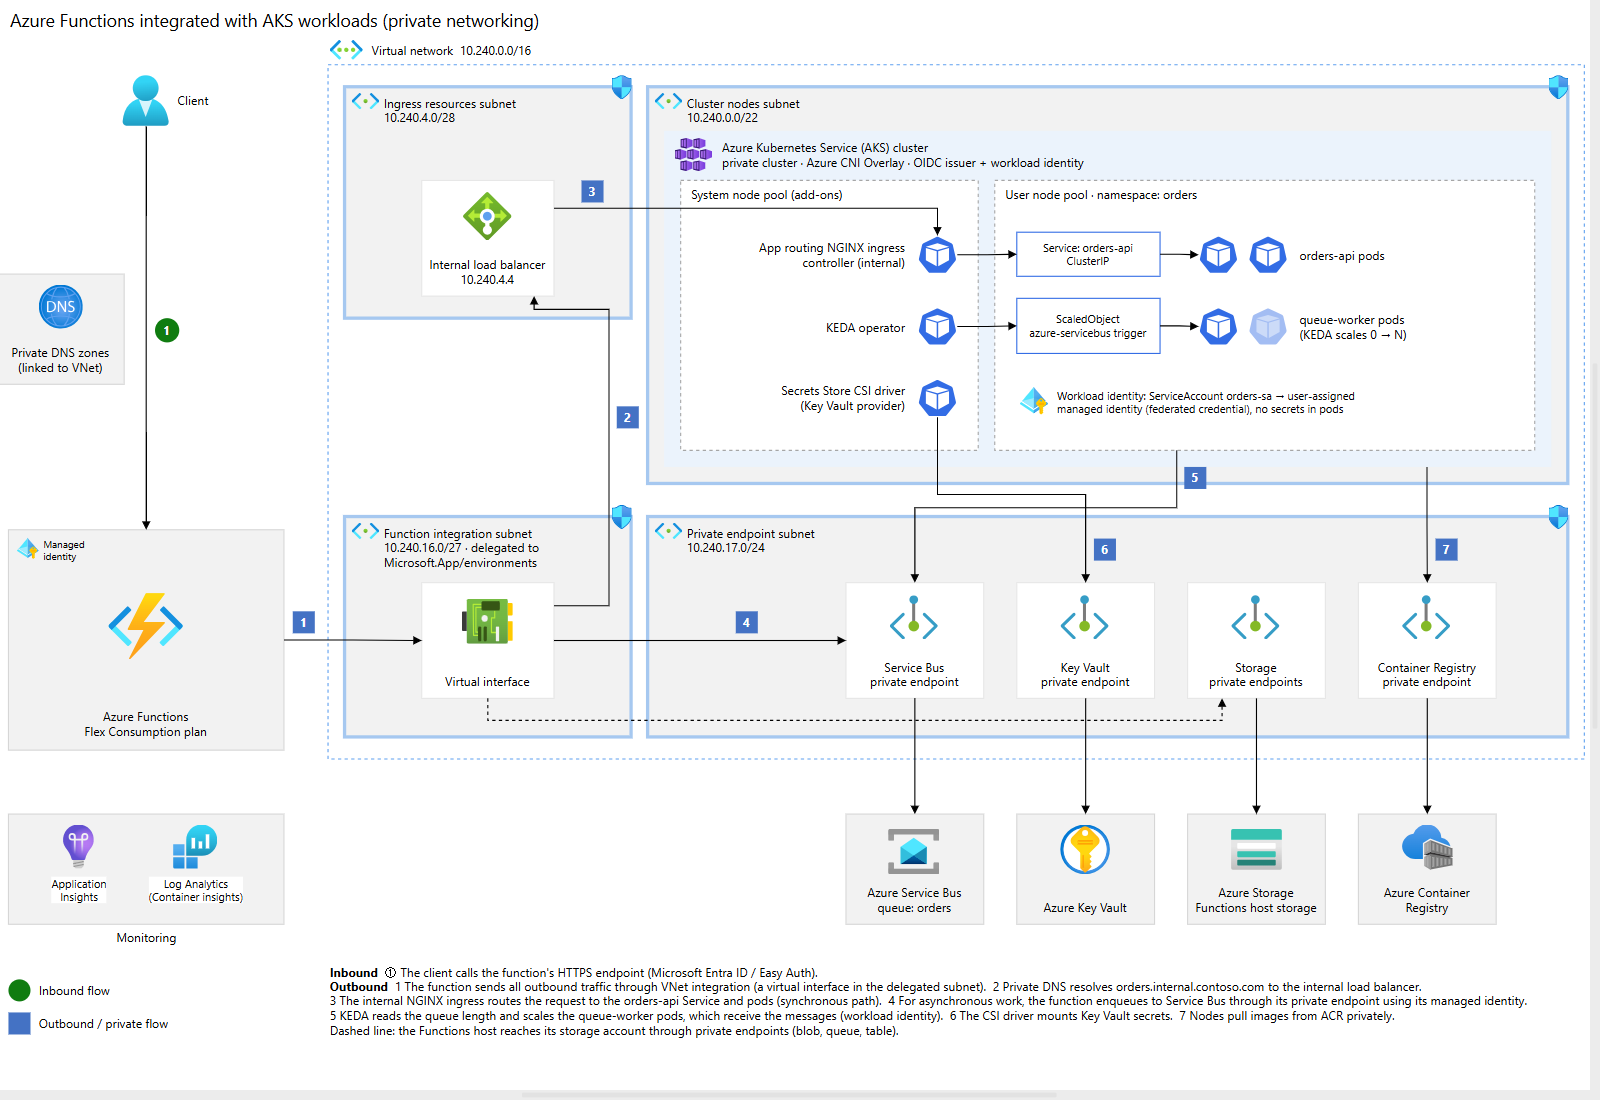 Azure Functions integrated with AKS workloads (private networking)
Virtual network 10.240.0.0/16
Client
Ingress resources subnet
10.240.4.0/28
Cluster nodes subnet
10.240.0.0/22
Azure Kubernetes Service (AKS) cluster
private cluster · Azure CNI Overlay · OIDC issuer + workload identity
3
System node pool (add-ons)
User node pool · namespace: orders
Internal load balancer
10.240.4.4
App routing NGINX ingress
controller (internal)
Service: orders-api
ClusterIP
orders-api pods
DNS
Private DNS zones
(linked to VNet)
1
KEDA operator
ScaledObject
azure-servicebus trigger
queue-worker pods
(KEDA scales 0 → N)
Secrets Store CSI driver
(Key Vault provider)
Workload identity: ServiceAccount orders-sa → user-assigned
managed identity (federated credential), no secrets in pods
2
5
Managed
identity
Function integration subnet
10.240.16.0/27 · delegated to
Microsoft.App/environments
Private endpoint subnet
10.240.17.0/24
6
7
1
4
Azure Functions
Flex Consumption plan
Virtual interface
Service Bus
private endpoint
Key Vault
private endpoint
Storage
private endpoints
Container Registry
private endpoint
Application
Insights
Log Analytics
(Container insights)
Monitoring
Azure Service Bus
queue: orders
Azure Key Vault
Azure Storage
Functions host storage
Azure Container
Registry
Inbound flow
Outbound / private flow
Inbound ① The client calls the function's HTTPS endpoint (Microsoft Entra ID / Easy Auth).
Outbound 1 The function sends all outbound traffic through VNet integration (a virtual interface in the delegated subnet). 2 Private DNS resolves orders.internal.contoso.com to the internal load balancer.
3 The internal NGINX ingress routes the request to the orders-api Service and pods (synchronous path). 4 For asynchronous work, the function enqueues to Service Bus through its private endpoint using its managed identity.
5 KEDA reads the queue length and scales the queue-worker pods, which receive the messages (workload identity). 6 The CSI driver mounts Key Vault secrets. 7 Nodes pull images from ACR privately.
Dashed line: the Functions host reaches its storage account through private endpoints (blob, queue, table).